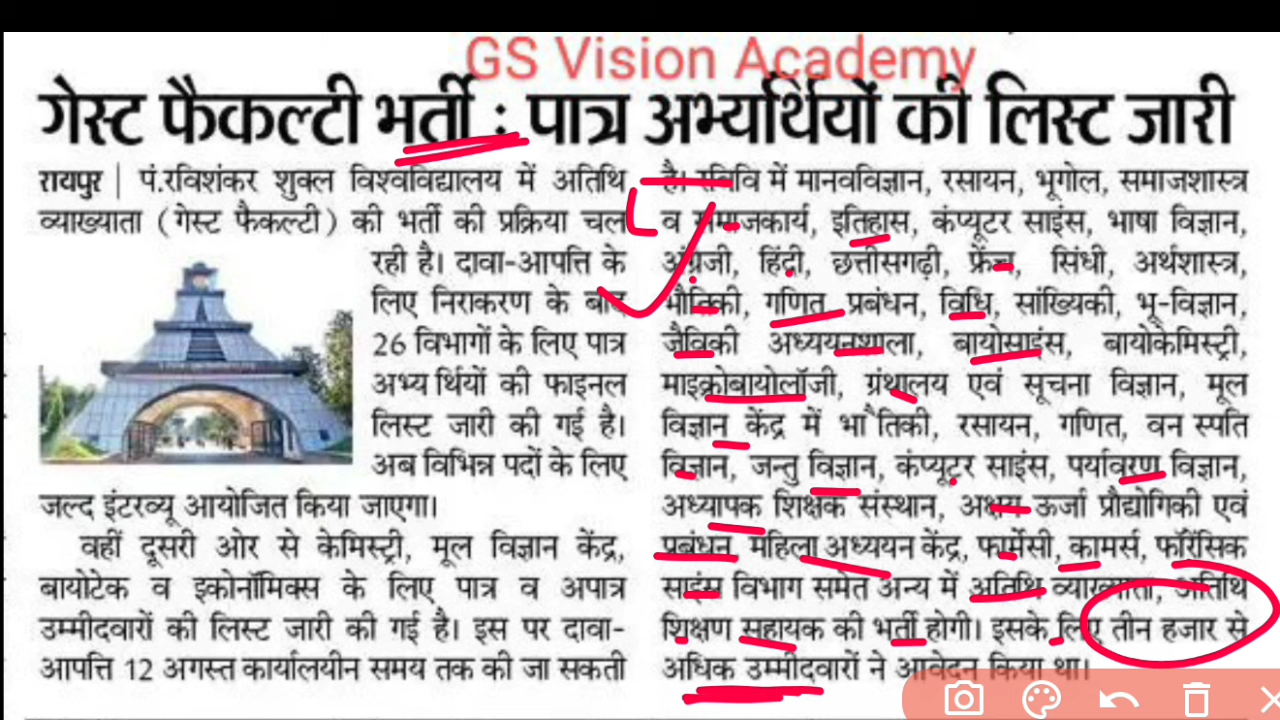 GS Vision Academy
गेस्ट फैकल्टी भर्ती : पात्र अभ्यर्थियों की लिस्ट जारी
रायपुर | पं.रविशंकर शुक्ल विश्वविद्यालय में अतिथि
व्याख्याता (गेस्ट फैकल्टी) की भर्ती की प्रक्रिया चल
रही है। दावा-आपत्ति के
लिए निराकरण के बाद
26 विभागों के लिए पात्र
अभ्य र्थियों की फाइनल
लिस्ट जारी की गई है।
अब विभिन्न पदों के लिए
जल्द इंटरव्यू आयोजित किया जाएगा।
वहीं दूसरी ओर से केमिस्ट्री, मूल विज्ञान केंद्र,
बायोटेक व इकोनॉमिक्स के लिए पात्र व अपात्र
उम्मीदवारों की लिस्ट जारी की गई है। इस पर दावा-
आपत्ति 12 अगस्त कार्यालयीन समय तक की जा सकती
है। रविवि में मानवविज्ञान, रसायन, भूगोल, समाजशास्त्र
व समाजकार्य, इतिहास, कंप्यूटर साइंस, भाषा विज्ञान,
अंग्रेजी, हिंदी, छत्तीसगढ़ी, फ्रेंच, सिंधी, अर्थशास्त्र,
भौतिकी, गणित, प्रबंधन, विधि, सांख्यिकी, भू-विज्ञान,
जैविकी अध्ययनशाला, बायोसाइंस, बायोकेमिस्ट्री,
माइक्रोबायोलॉजी, ग्रंथालय एवं सूचना विज्ञान, मूल
विज्ञान केंद्र में भौतिकी, रसायन, गणित, वन स्पति
विज्ञान, जन्तु विज्ञान, कंप्यूटर साइंस, पर्यावरण विज्ञान,
अध्यापक शिक्षक संस्थान, अक्षय ऊर्जा प्रौद्योगिकी एवं
प्रबंधन, महिला अध्ययन केंद्र, फार्मेसी, कामर्स, फॉरेंसिक
साइंस विभाग समेत अन्य में अतिथि व्याख्याता, अतिथि
शिक्षण सहायक की भर्ती होगी। इसके लिए तीन हजार से
अधिक उम्मीदवारों ने आवेदन किया था।